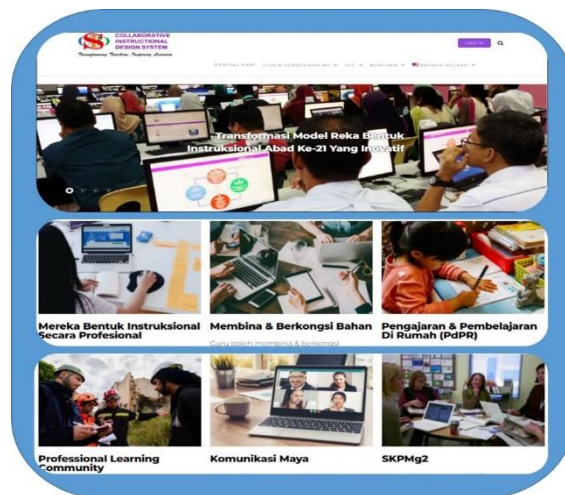 COLLABORATIVE
INSTRUCTIONAL
DESIGN SYSTEM
Transforming Teachers, Inspiring Learners
LOG IN
BAHASA MELAYU
Transformasi Model Reka Bentuk
Instruksional Abad Ke-21 Yang Inovatif
Mereka Bentuk Instruksional
Secara Profesional
Membina & Berkongsi Bahan
Guru boleh membina & berkongsi
Pengajaran & Pembelajaran
Di Rumah (PdPR)
Professional Learning
Community
Komunikasi Maya
SKPMg2